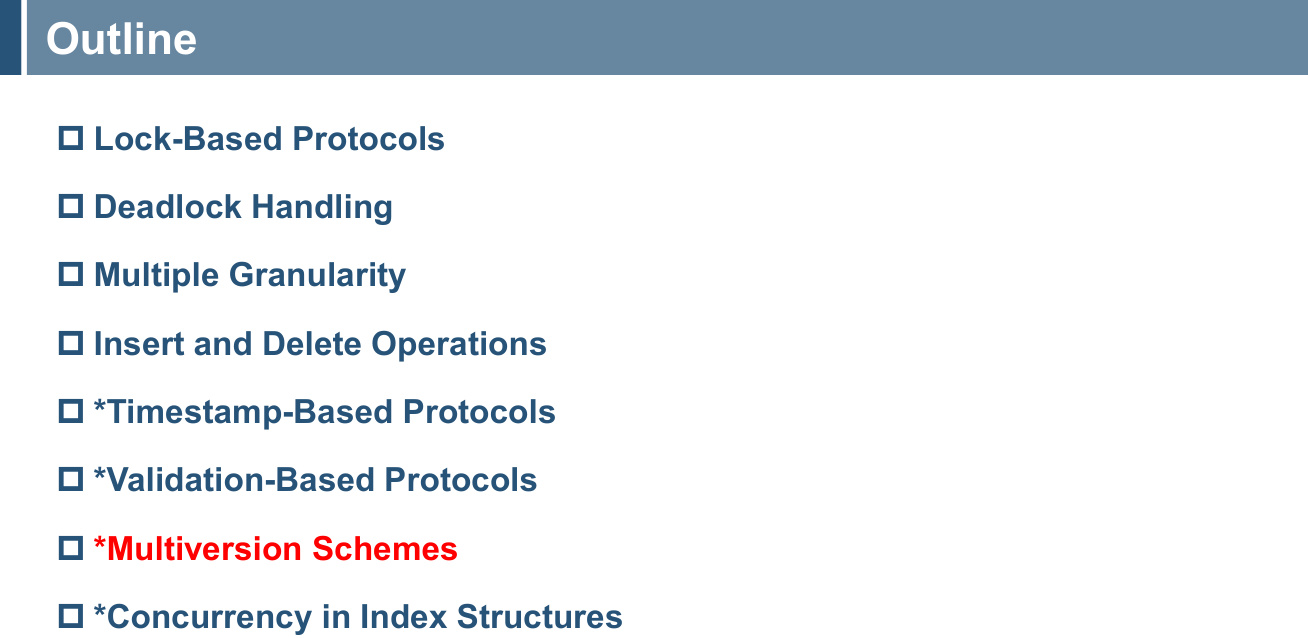 Outline
Lock-Based Protocols
Deadlock Handling
Multiple Granularity
Insert and Delete Operations
*Timestamp-Based Protocols
*Validation-Based Protocols
*Multiversion Schemes
*Concurrency in Index Structures